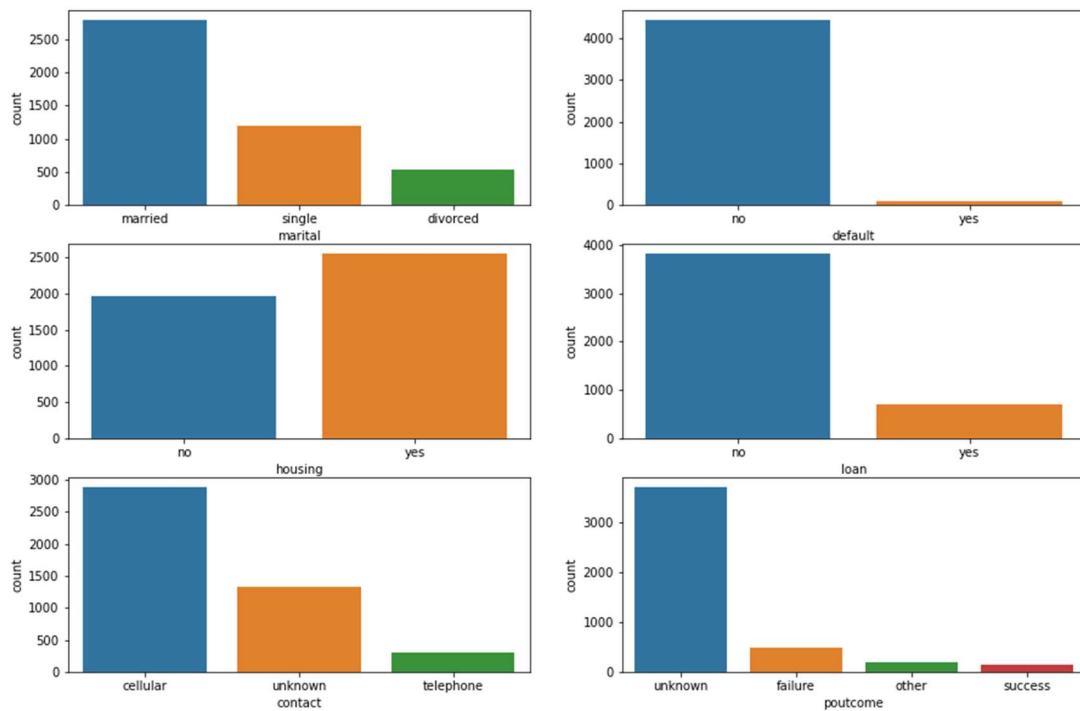 2500
2000
1500
1000
500
0
count
married single divorced
marital
4000
3000
2000
1000
0
count
no yes
default
2500
2000
1500
1000
500
0
count
no yes
housing
4000
3000
2000
1000
0
count
no yes
loan
3000
2500
2000
1500
1000
500
0
count
cellular unknown telephone
contact
3000
2000
1000
0
count
unknown failure other success
poutcome